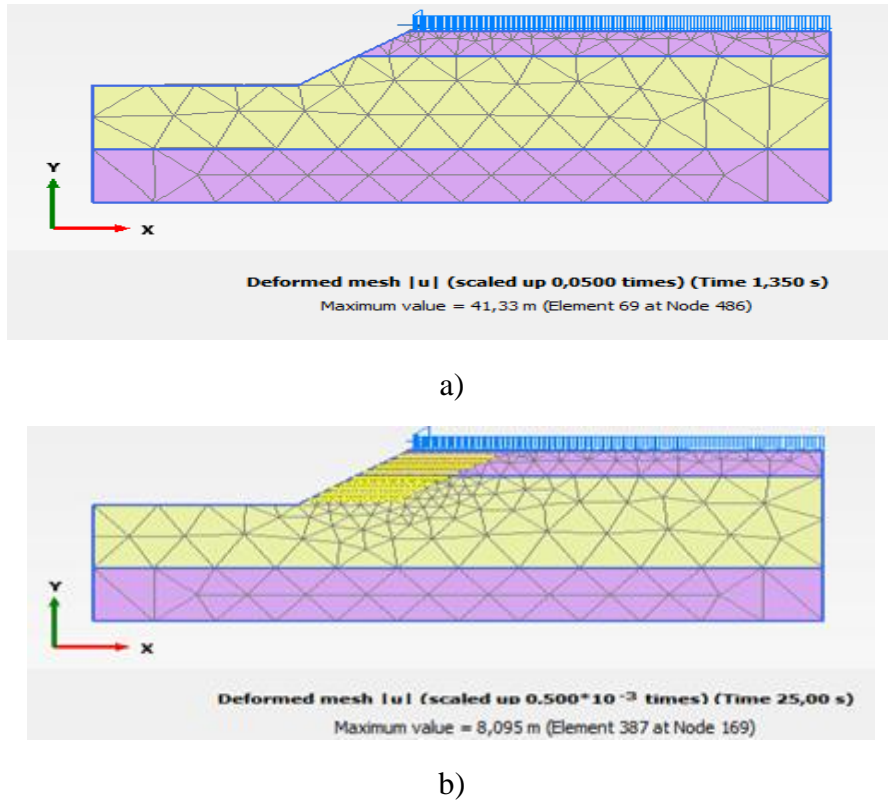 Y
X
Deformed mesh |u| (scaled up 0,0500 times) (Time 1,350 s)
Maximum value = 41,33 m (Element 69 at Node 486)
a)
Y
X
Deformed mesh |u| (scaled up 0.500*10 -3 times) (Time 25,00 s)
Maximum value = 8,095 m (Element 387 at Node 169)
b)